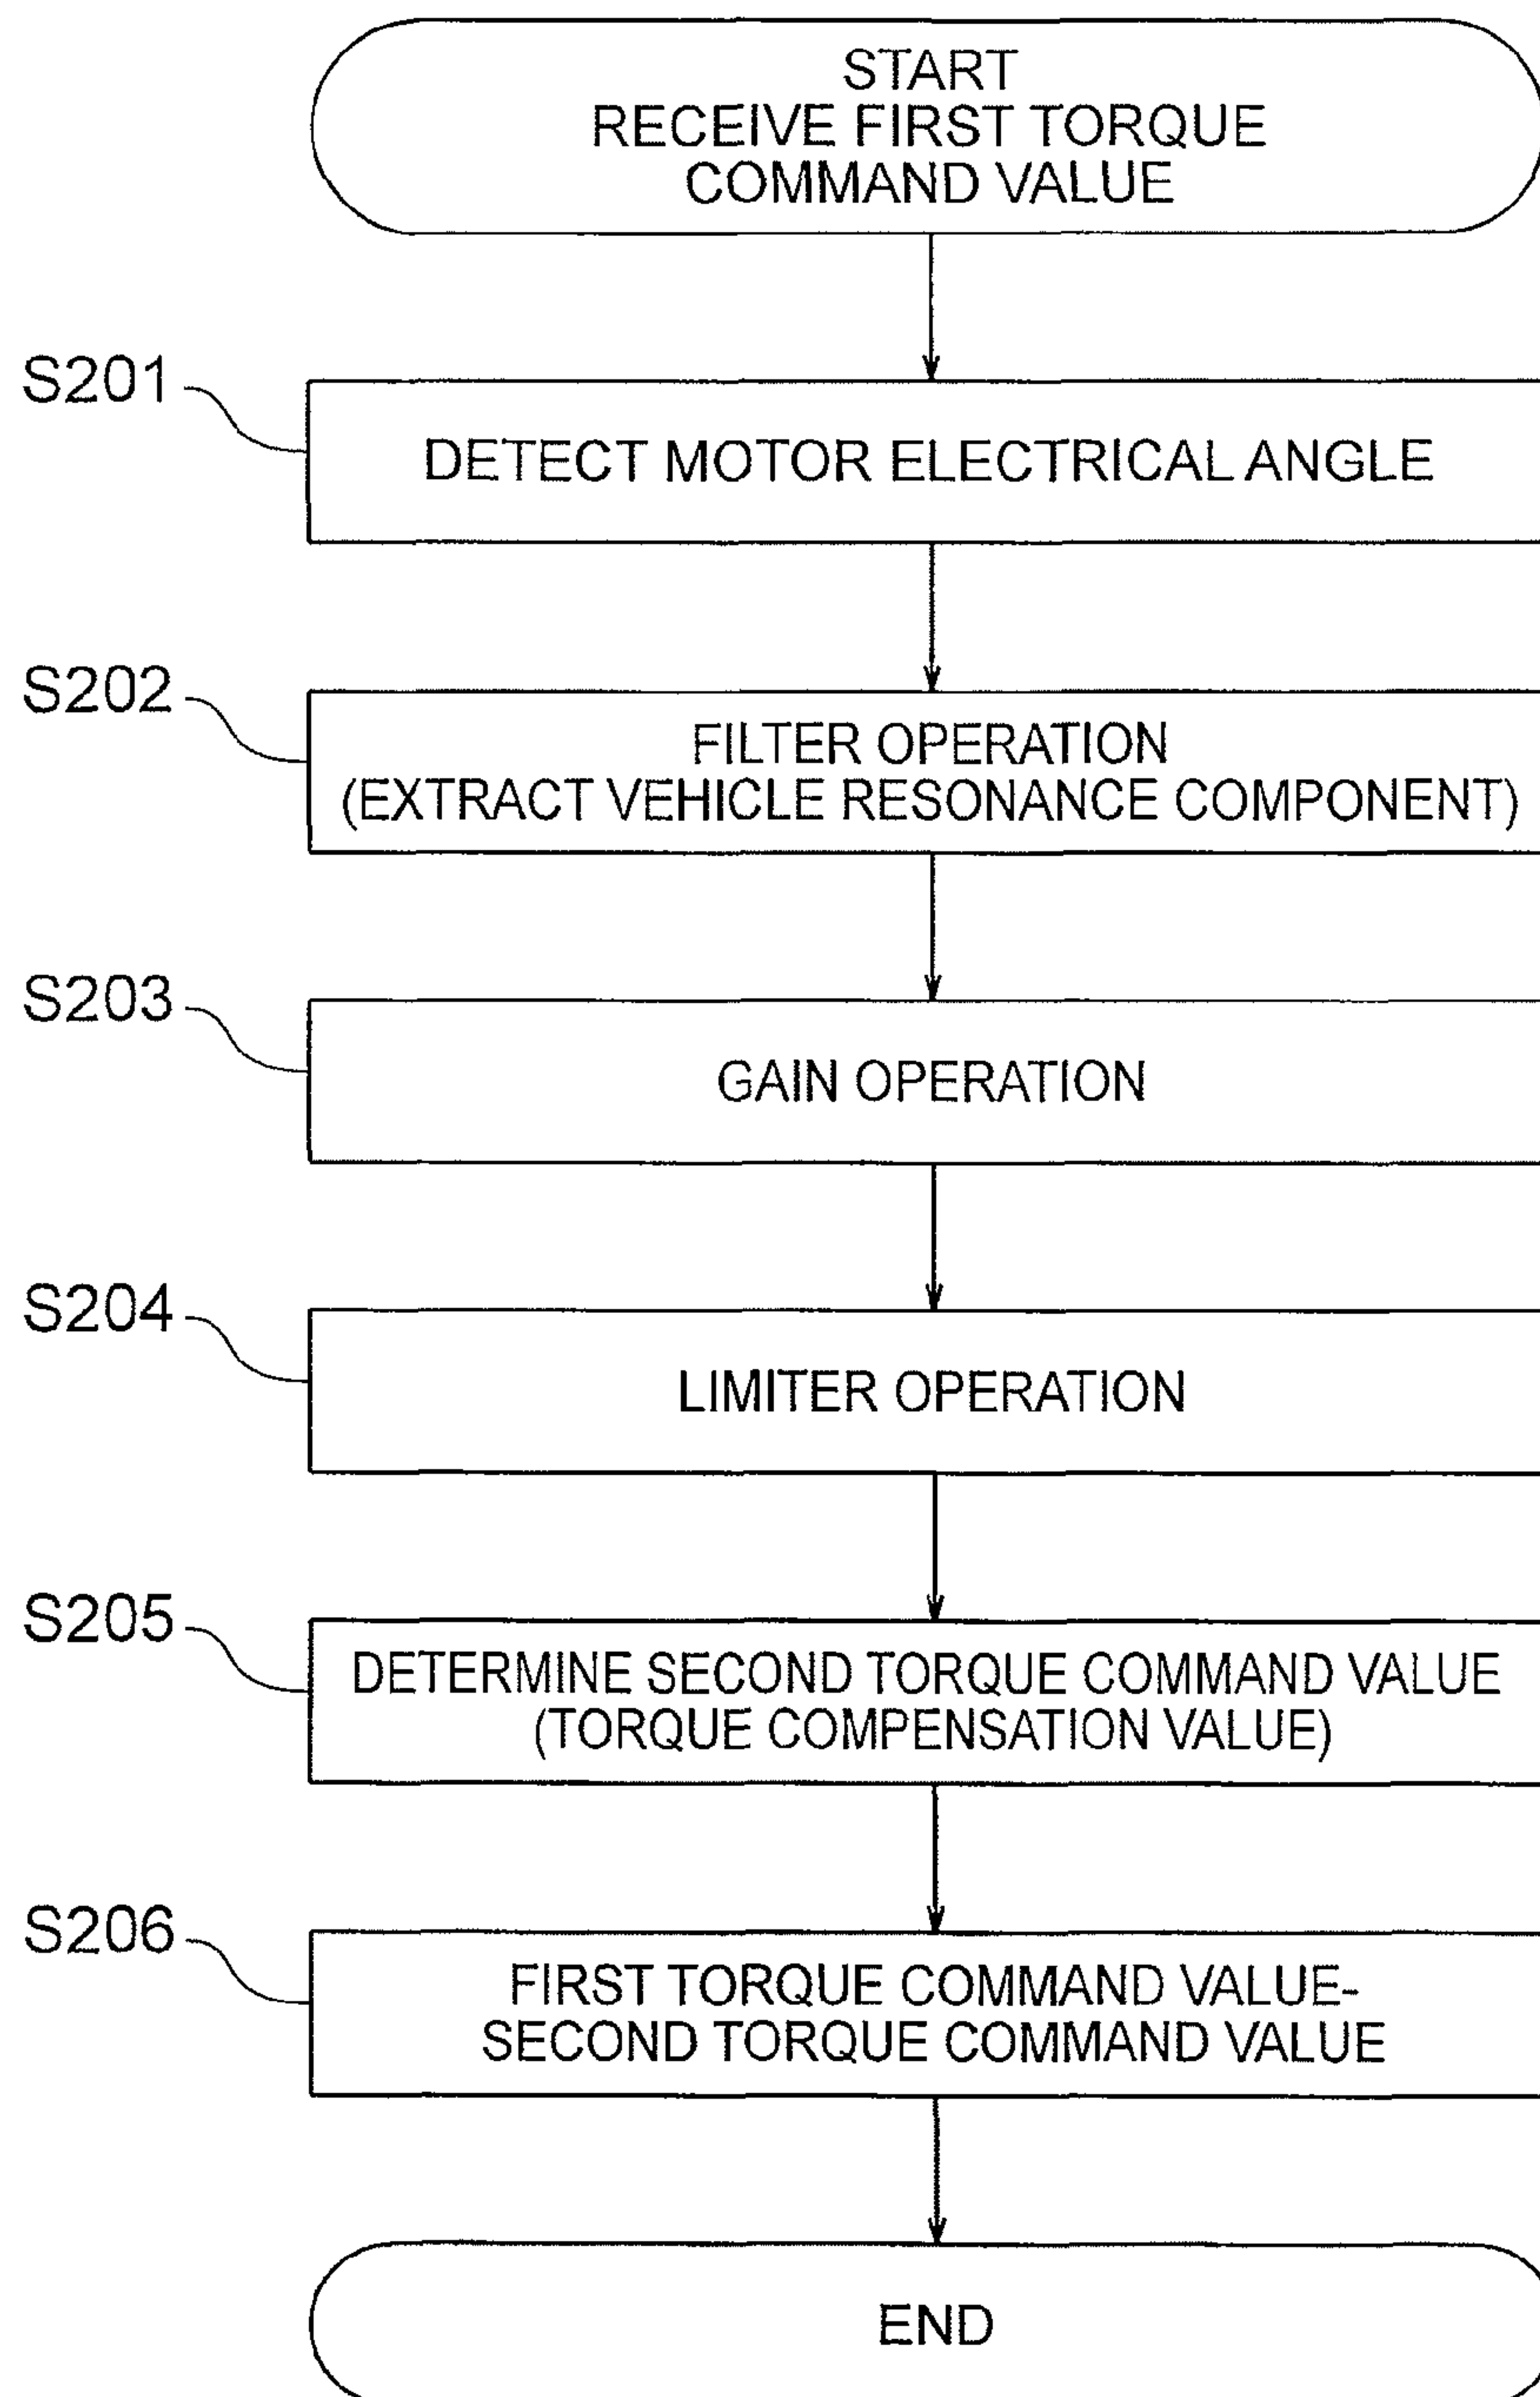 START
RECEIVE FIRST TORQUE
COMMAND VALUE
S201
DETECT MOTOR ELECTRICAL ANGLE
S202
FILTER OPERATION
(EXTRACT VEHICLE RESONANCE COMPONENT)
S203
GAIN OPERATION
S204
LIMITER OPERATION
S205
DETERMINE SECOND TORQUE COMMAND VALUE
(TORQUE COMPENSATION VALUE)
S206
FIRST TORQUE COMMAND VALUE-
SECOND TORQUE COMMAND VALUE
END